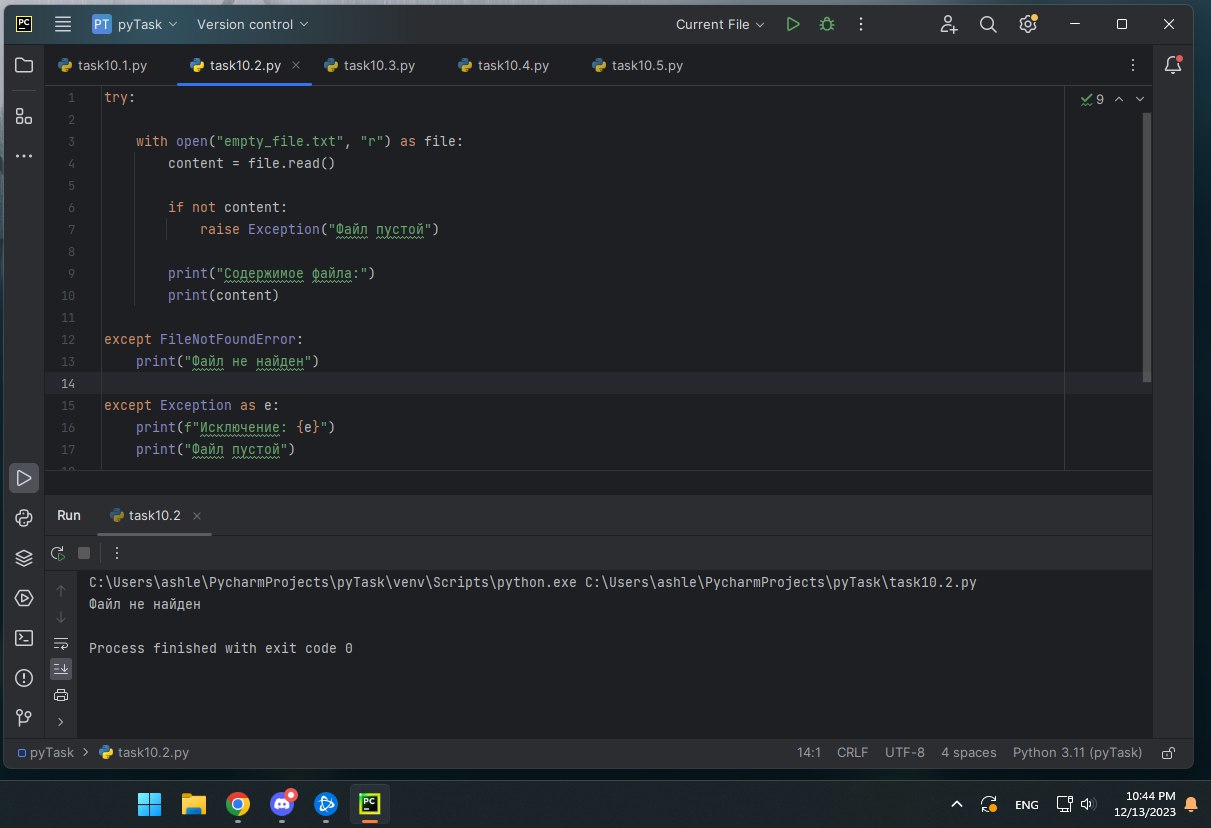 PC
PT pyTask Version control Current File
task10.1.py task10.2.py task10.3.py task10.4.py task10.5.py
9
1 try:
2
3 with open("empty_file.txt", "r") as file:
4 content = file.read()
5
6 if not content:
7 raise Exception("Файл пустой")
8
9 print("Содержимое файла:")
10 print(content)
11
12 except FileNotFoundError:
13 print("Файл не найден")
14
15 except Exception as e:
16 print(f"Исключение: {e}")
17 print("Файл пустой")
Run task10.2
C:\Users\ashle\PycharmProjects\pyTask\venv\Scripts\python.exe C:\Users\ashle\PycharmProjects\pyTask\task10.2.py
Файл не найден
Process finished with exit code 0
pyTask task10.2.py 14:1 CRLF UTF-8 4 spaces Python 3.11 (pyTask)
PC ENG 10:44 PM
12/13/2023